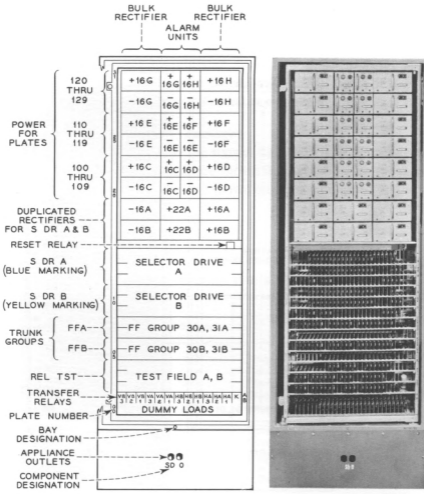 BULK RECTIFIER
ALARM UNITS
BULK RECTIFIER
120 THRU 129
+16G
+ 16G
+ 16H
+16H
-16G
- 16G
- 16H
-16H
POWER FOR PLATES
110 THRU 119
+16E
+ 16E
+ 16F
+16F
-16E
- 16E
- 16F
-16F
100 THRU 109
+16C
+ 16C
+ 16D
+16D
-16C
- 16C
- 16D
-16D
DUPLICATED RECTIFIERS FOR S DR A & B
-16A
+22A
+16A
-16B
+22B
+16B
RESET RELAY
S DR A (BLUE MARKING)
SELECTOR DRIVE A
S DR B (YELLOW MARKING)
SELECTOR DRIVE B
TRUNK GROUPS
FFA
FF GROUP 30A, 31A
FFB
FF GROUP 30B, 31B
REL TST
TEST FIELD A, B
TRANSFER RELAYS
PLATE NUMBER
DUMMY LOADS
BAY DESIGNATION
0
APPLIANCE OUTLETS
COMPONENT DESIGNATION
SD 0